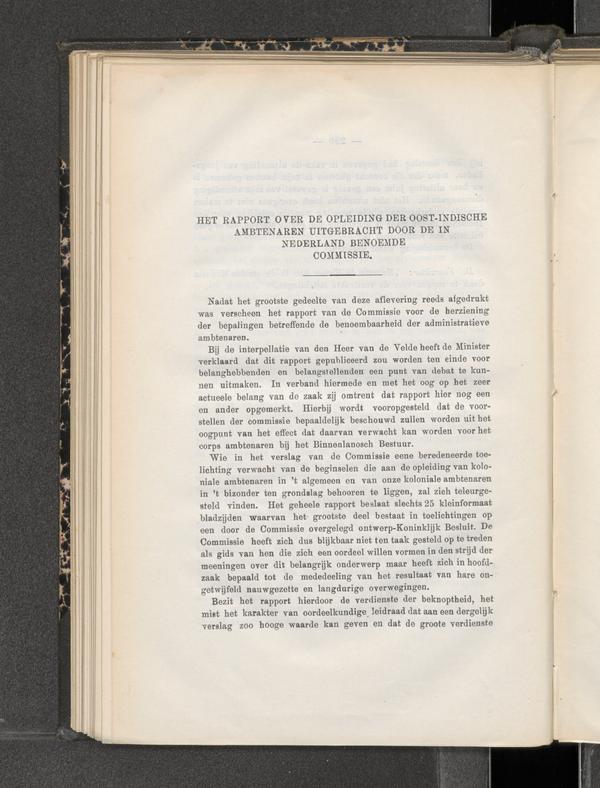 HET RAPPORT OVER DE OPLEIDING DER OOST-INDISCHE
AMBTENAREN UITGEBRACHT DOOR DE IN
NEDERLAND BENOEMDE
COMMISSIE.
Nadat het grootste gedeelte van deze aflevering reeds afgedrukt
was verscheen het rapport van de Commissie voor de herziening
der bepalingen betreffende de benoembaarheid der administratieve
ambtenaren.
Bij de interpellatie van den Heer van de Velde heeft de Minister
verklaard dat dit rapport gepubliceerd zou worden ten einde voor
belanghebbenden en belangstellenden een punt van debat te kun-
nen uitmaken. In verband hiermede en met het oog op het zeer
actueele belang van de zaak zij omtrent dat rapport hier nog een
en ander opgemerkt. Hierbij wordt vooropgesteld dat de voor-
stellen der commissie bepaaldelijk beschouwd zullen worden uit het
oogpunt van het effect dat daarvan verwacht kan worden voor het
corps ambtenaren bij het Binnenlanosch Bestuur.
Wie in het verslag van de Commissie eene beredeneerde toe-
lichting verwacht van de beginselen die aan de opleiding van kolo-
niale ambtenaren in 't algemeen en van onze koloniale ambtenaren
in 't bizonder ten grondslag behooren te liggen, zal zich teleurge-
steld vinden. Het geheele rapport beslaat slechts 25 kleinformaat
bladzijden waarvan het grootste deel bestaat in toelichtingen op
een door de Commissie overgelegd ontwerp-Koninklijk Besluit. De
Commissie heeft zich dus blijkbaar niet ten taak gesteld op te treden
als gids van hen die zich een oordeel willen vormen in den strijd der
meeningen over dit belangrijk onderwerp maar heeft zich in hoofd-
zaak bepaald tot de mededeeling van het resultaat van hare on-
getwijfeld nauwgezette en langdurige overwegingen.
Bezit het rapport hierdoor de verdienste der beknoptheid, het
mist het karakter van oordeelkundige leidraad dat aan een dergelijk
verslag zoo hooge waarde kan geven en dat de groote verdienste